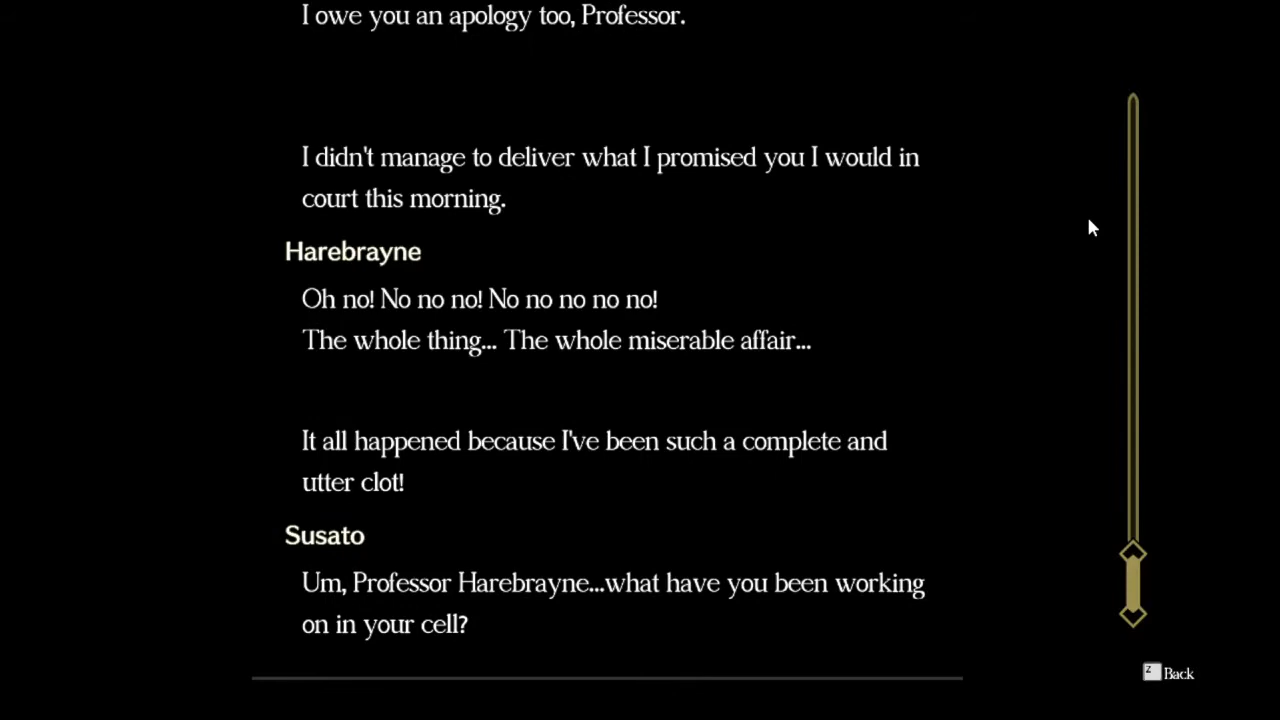 I owe you an apology too, Professor.
I didn't manage to deliver what I promised you I would in
court this morning.
Harebrayne
Oh no! No no no! No no no no no!
The whole thing... The whole miserable affair...
It all happened because I've been such a complete and
utter clot!
Susato
Um, Professor Harebrayne...what have you been working
on in your cell?
Z Back